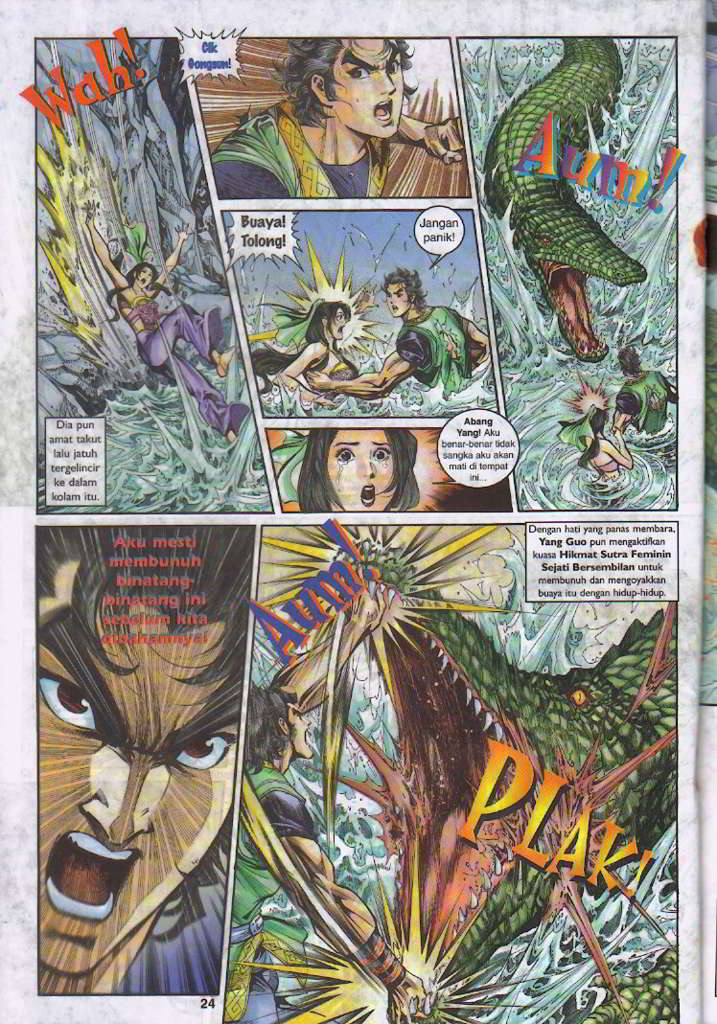 Wah!
Cik
Gongsun!
Buaya!
Tolong!
Jangan
panik!
Dia pun
amat takut
lalu jatuh
tergelincir
ke dalam
kolam itu.
Abang
Yang! Aku
benar-benar tidak
sangka aku akan
mati di tempat
ini...
Aum!
Aku mesti
membunuh
binatang-
binatang ini
sebelum kita
dibahamnya!
Aum!
Dengan hati yang panas membara,
Yang Guo pun mengaktifkan
kuasa Hikmat Sutra Feminin
Sejati Bersembilan untuk
membunuh dan mengoyakkan
buaya itu dengan hidup-hidup.
PLAK!
24